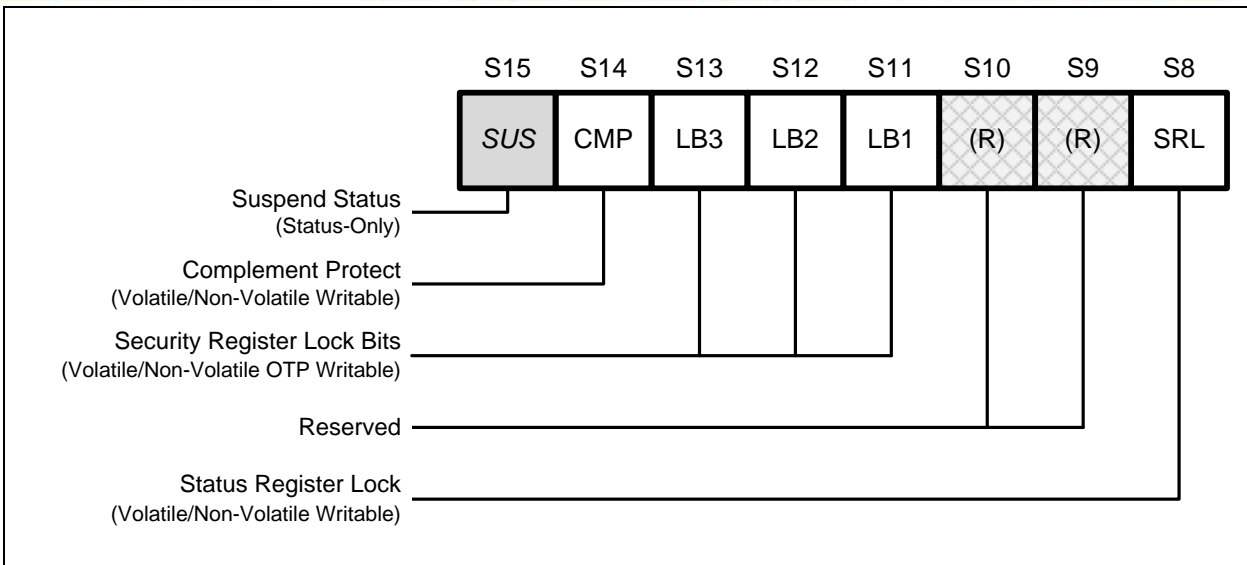 S15 S14 S13 S12 S11 S10 S9 S8
SUS CMP LB3 LB2 LB1 (R) (R) SRL
Suspend Status
(Status-Only)
Complement Protect
(Volatile/Non-Volatile Writable)
Security Register Lock Bits
(Volatile/Non-Volatile OTP Writable)
Reserved
Status Register Lock
(Volatile/Non-Volatile Writable)